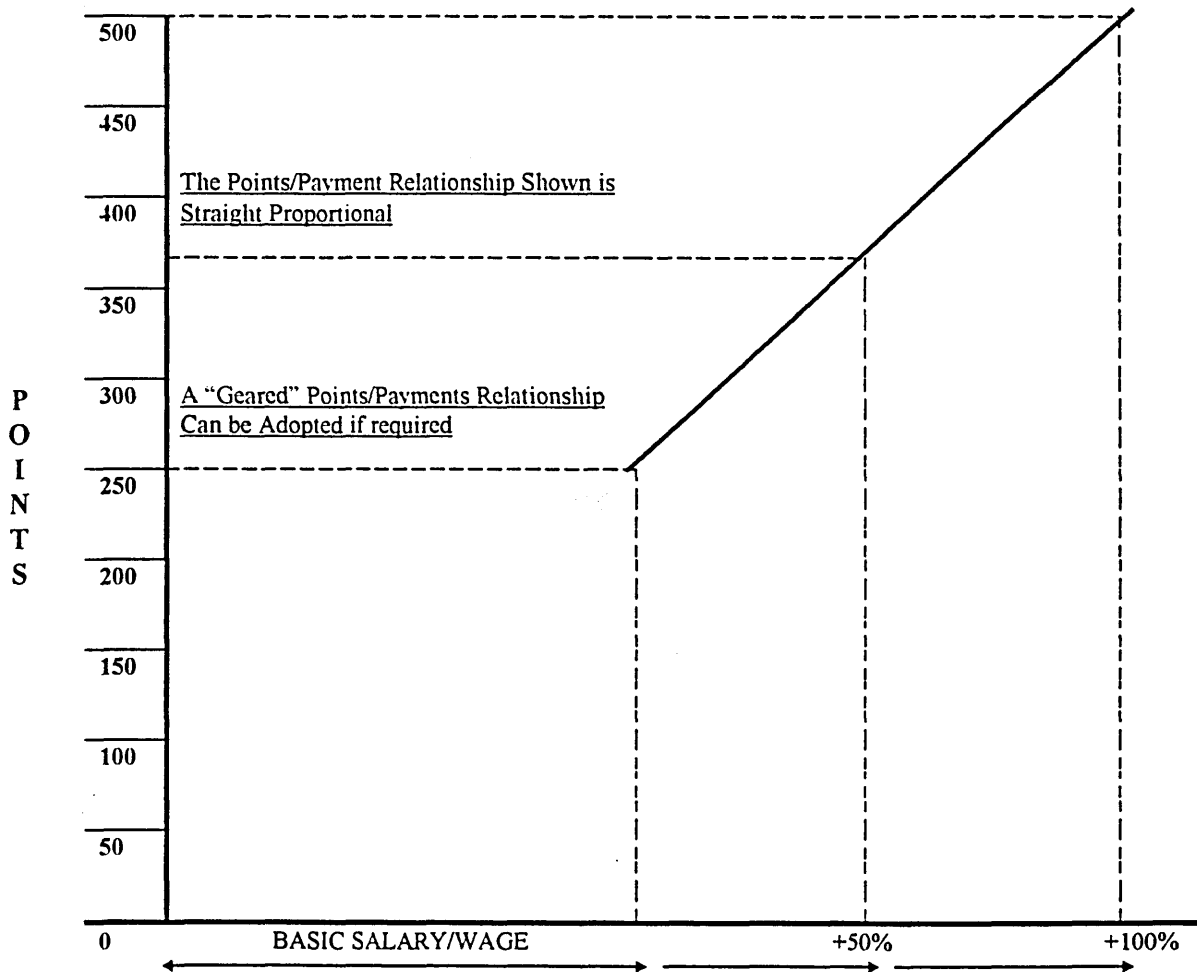 500
450
The Points/Payment Relationship Shown is
400
Straight Proportional
350
300
A “Geared” Points/Payments Relationship
Can be Adopted if required
POINTS
250
200
150
100
50
0
BASIC SALARY/WAGE
+50%
+100%